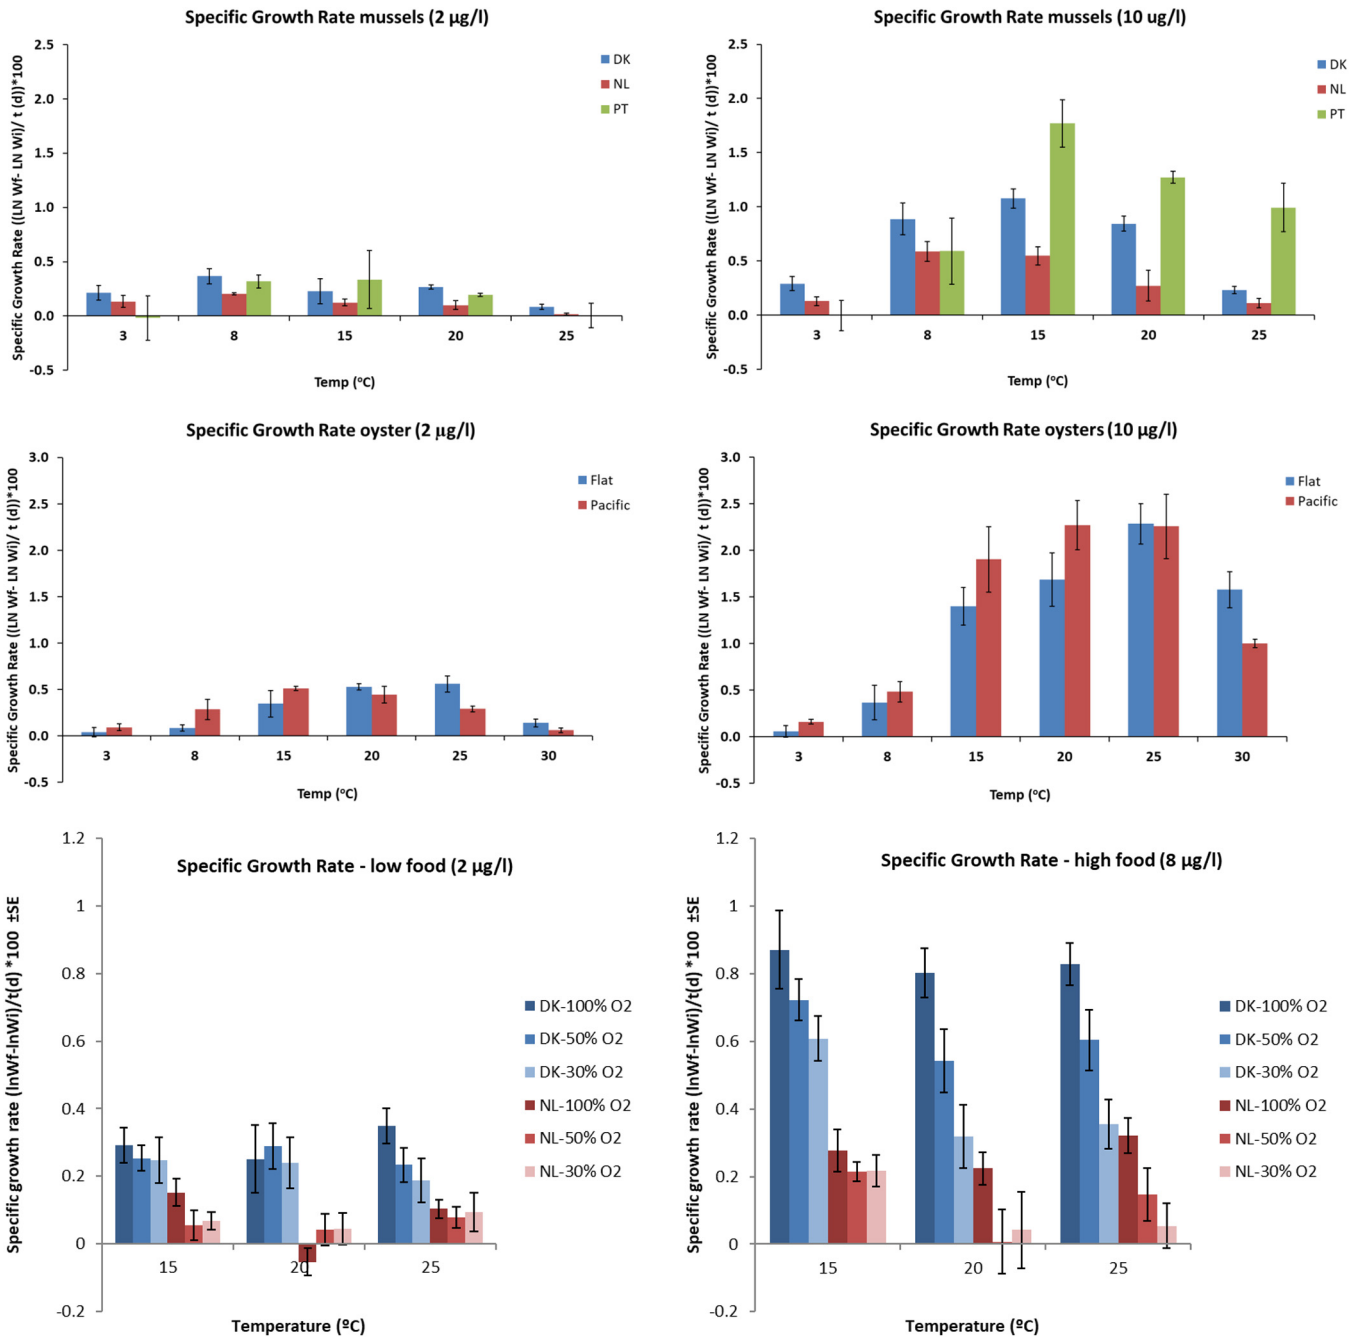 Specific Growth Rate mussels (2 µg/l)
Specific Growth Rate ((LN Wf- LN Wi)/ t (d))*100
2.5
2.0
1.5
1.0
0.5
0.0
-0.5
3 8 15 20 25
Temp (°C)
DK
NL
PT
Specific Growth Rate mussels (10 ug/l)
Specific Growth Rate ((LN Wf- LN Wi)/ t (d))*100
2.5
2.0
1.5
1.0
0.5
0.0
-0.5
3 8 15 20 25
Temp (°C)
DK
NL
PT
Specific Growth Rate oyster (2 µg/l)
Specific Growth Rate ((LN Wf- LN Wi)/ t (d))*100
3.0
2.5
2.0
1.5
1.0
0.5
0.0
-0.5
3 8 15 20 25 30
Temp (°C)
Flat
Pacific
Specific Growth Rate oysters (10 µg/l)
Specific Growth Rate ((LN Wf- LN Wi)/ t (d))*100
3.0
2.5
2.0
1.5
1.0
0.5
0.0
-0.5
3 8 15 20 25 30
Temp (°C)
Flat
Pacific
Specific Growth Rate - low food (2 µg/l)
Specific growth rate (lnWf-lnWi)/t(d) *100 ±SE
1.2
1
0.8
0.6
0.4
0.2
0
-0.2
15 20 25
Temperature (ºC)
DK-100% O2
DK-50% O2
DK-30% O2
NL-100% O2
NL-50% O2
NL-30% O2
Specific Growth Rate - high food (8 µg/l)
Specific growth rate (lnWf-lnWi)/t(d) *100 ±SE
1.2
1
0.8
0.6
0.4
0.2
0
-0.2
15 20 25
Temperature (ºC)
DK-100% O2
DK-50% O2
DK-30% O2
NL-100% O2
NL-50% O2
NL-30% O2